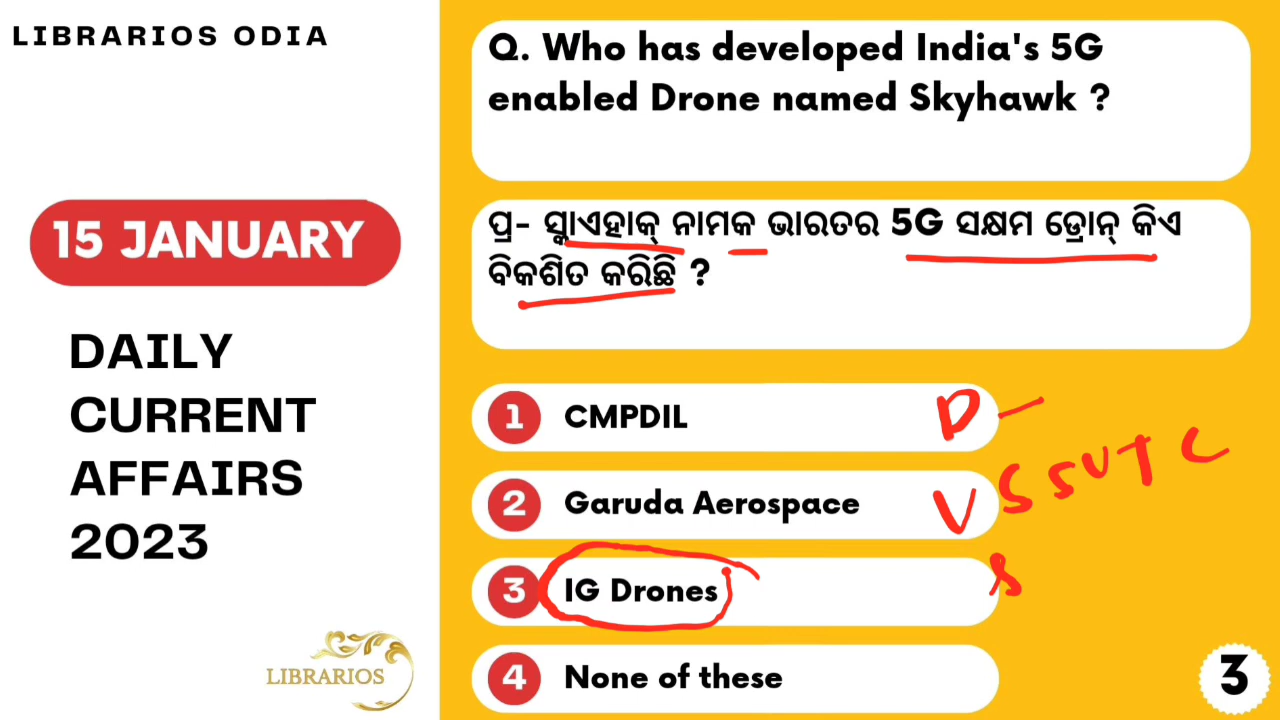 LIBRARIOS ODIA
15 JANUARY
DAILY
CURRENT
AFFAIRS
2023
LIBRARIOS
Q. Who has developed India's 5G
enabled Drone named Skyhawk ?
ପ୍ର- ସ୍କାଏହାକ୍ ନାମକ ଭାରତର 5G ସକ୍ଷମ ଡ୍ରୋନ୍ କିଏ
ବିକଶିତ କରିଛି ?
1 CMPDIL
D -
2 Garuda Aerospace
V S S U T
3 IG Drones
4 None of these
3